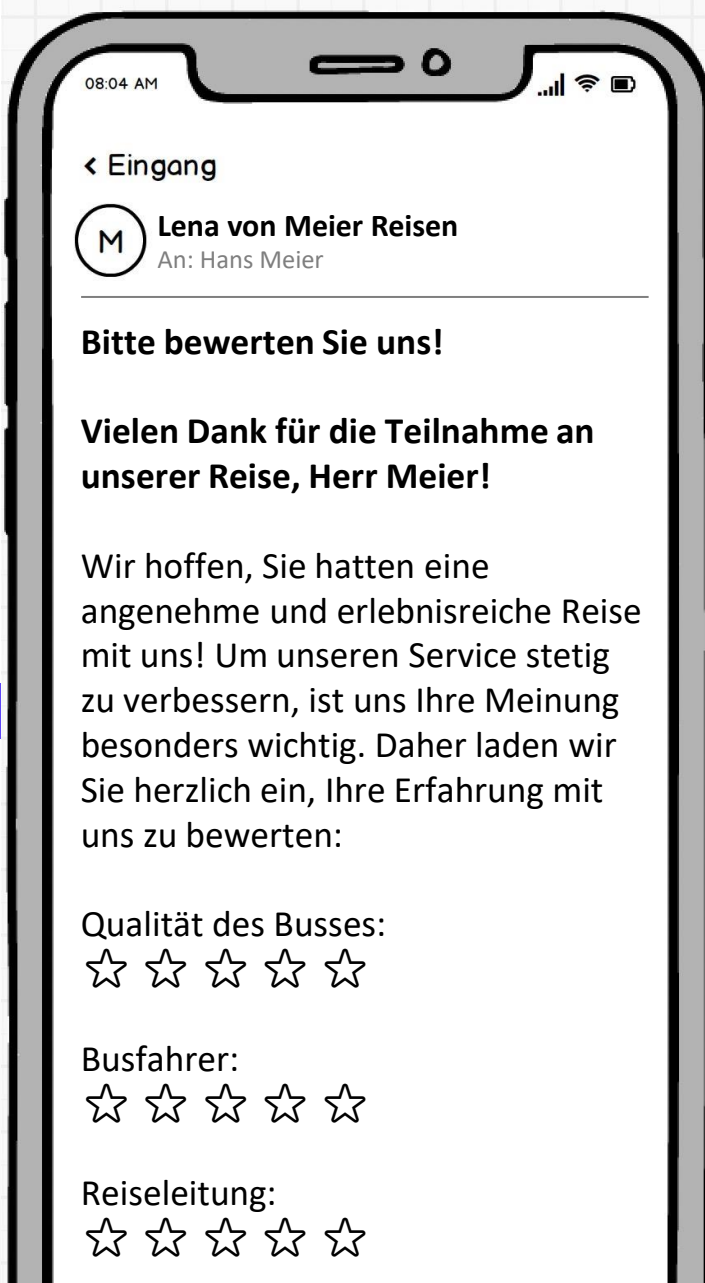 08:04 AM
< Eingang
M
Lena von Meier Reisen
An: Hans Meier
Bitte bewerten Sie uns!
Vielen Dank für die Teilnahme an
unserer Reise, Herr Meier!
Wir hoffen, Sie hatten eine
angenehme und erlebnisreiche Reise
mit uns! Um unseren Service stetig
zu verbessern, ist uns Ihre Meinung
besonders wichtig. Daher laden wir
Sie herzlich ein, Ihre Erfahrung mit
uns zu bewerten:
Qualität des Busses:
Busfahrer:
Reiseleitung: